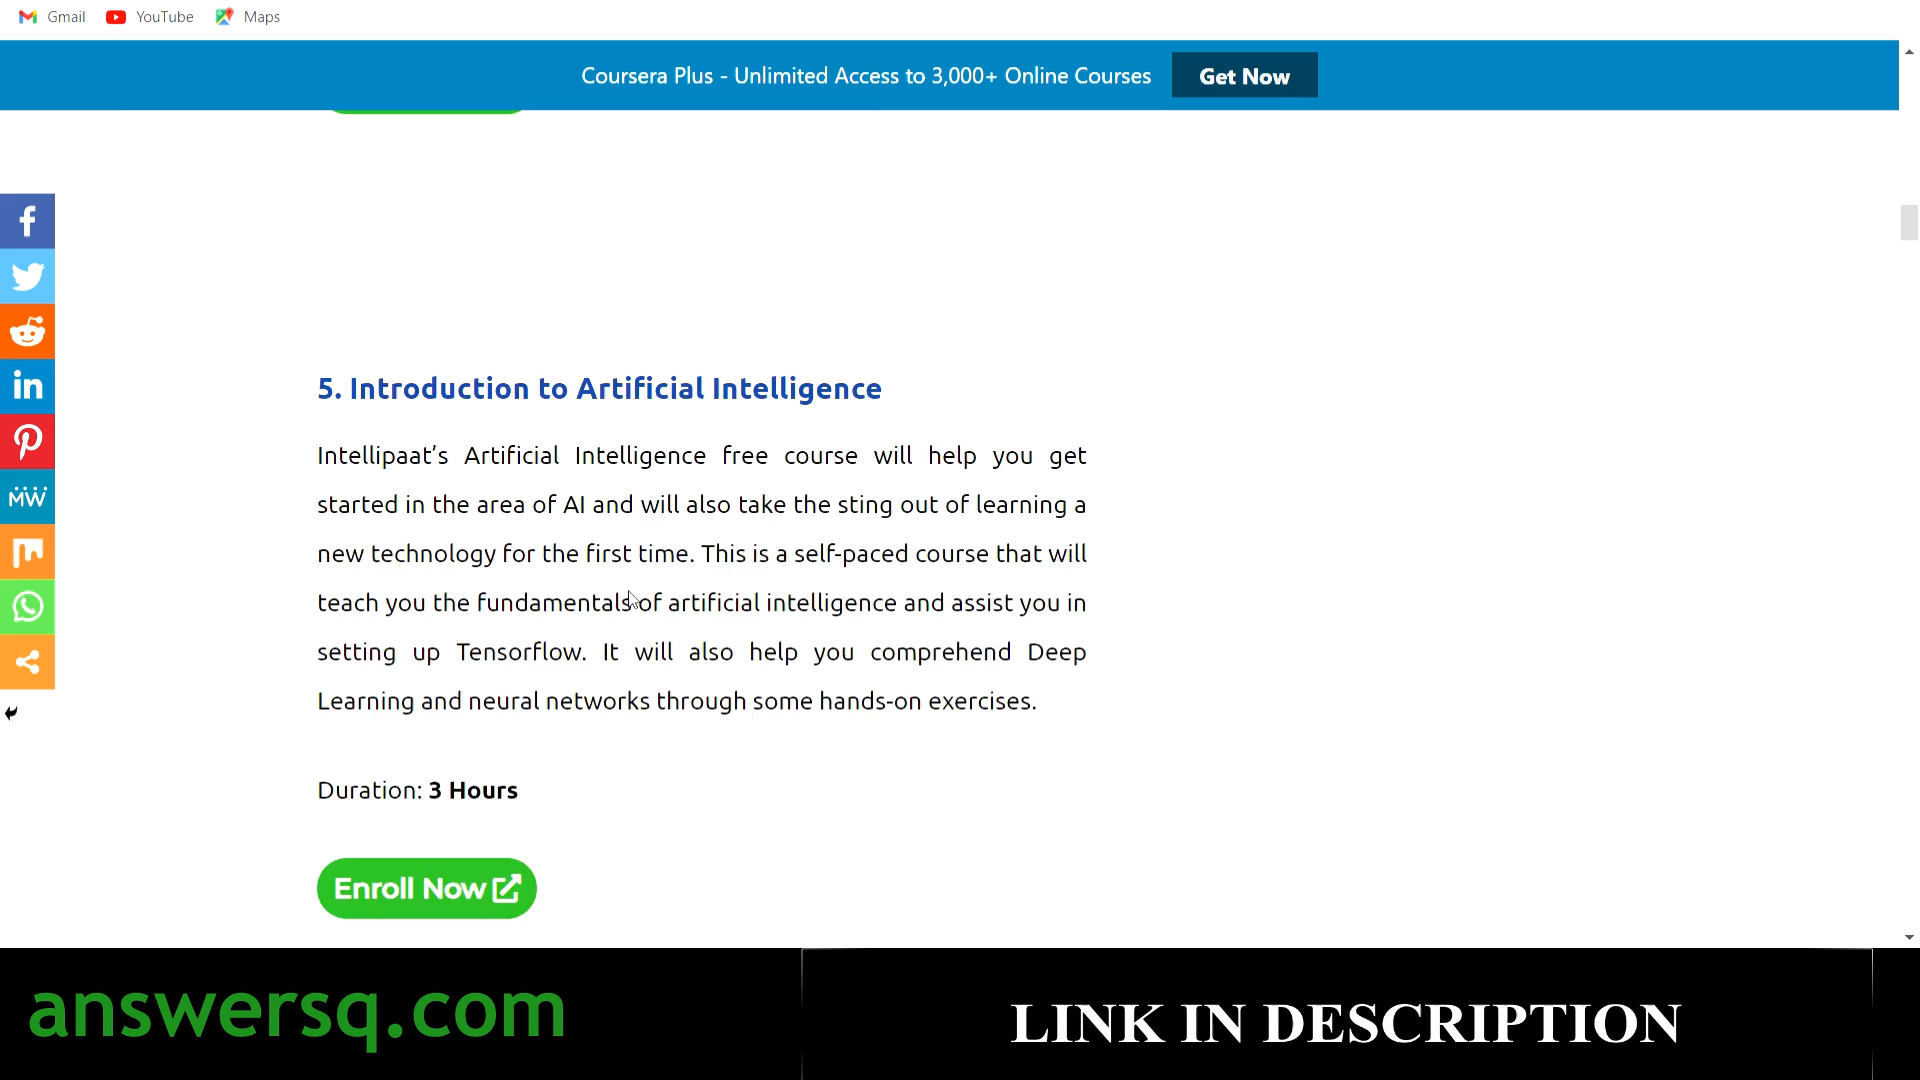 Gmail YouTube Maps
Coursera Plus - Unlimited Access to 3,000+ Online Courses Get Now
5. Introduction to Artificial Intelligence
Intellipaat’s Artificial Intelligence free course will help you get
started in the area of AI and will also take the sting out of learning a
new technology for the first time. This is a self-paced course that will
teach you the fundamentals of artificial intelligence and assist you in
setting up Tensorflow. It will also help you comprehend Deep
Learning and neural networks through some hands-on exercises.
Duration: 3 Hours
Enroll Now
answersq.com
LINK IN DESCRIPTION